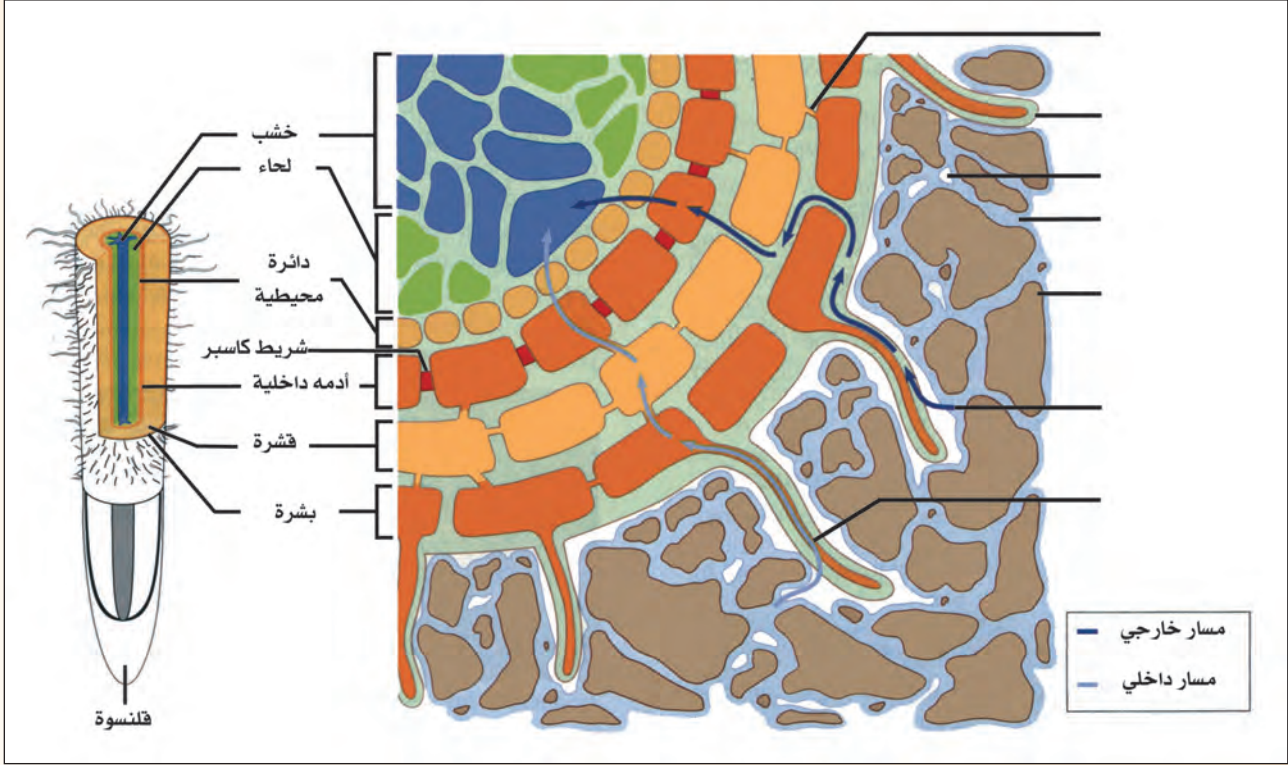 خشب
لحاء
دائرة
محيطية
شريط كاسبر
أدمه داخلية
قشرة
بشرة
قلنسوة
مسار خارجي
مسار داخلي